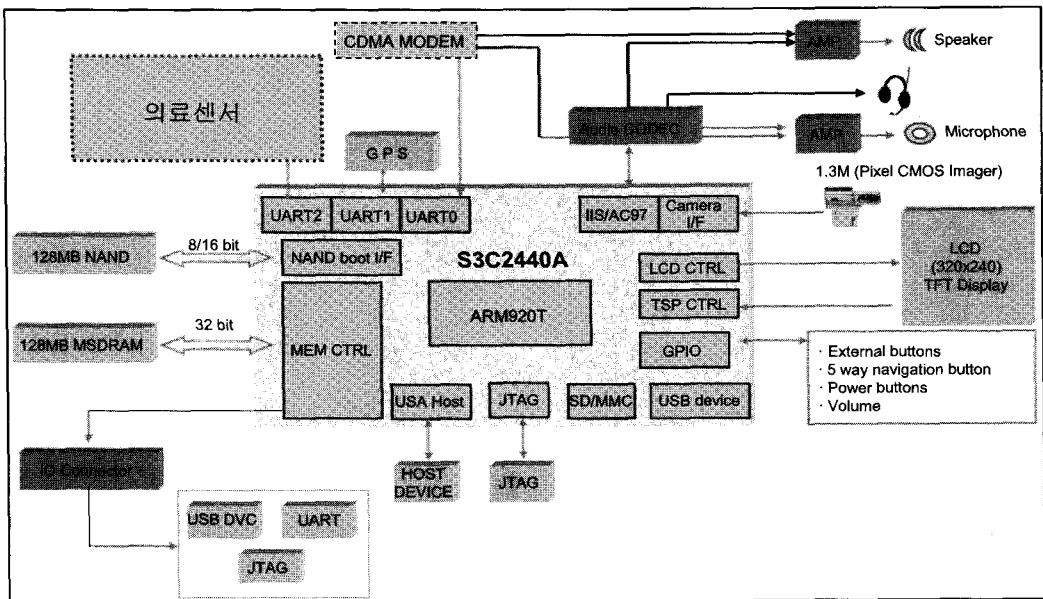 CDMA MODEM
AMP
Speaker
의료센서
Audio CODEC
AMP
Microphone
G P S
1.3M (Pixel CMOS Imager)
UART2
UART1
UART0
IIS/AC97
Camera
I/F
128MB NAND
8/16 bit
NAND boot I/F
S3C2440A
LCD CTRL
LCD
(320x240)
TFT Display
TSP CTRL
ARM920T
128MB MSDRAM
32 bit
MEM CTRL
GPIO
· External buttons
· 5 way navigation button
· Power buttons
· Volume
USA Host
JTAG
SD/MMC
USB device
IO Connector
HOST
DEVICE
JTAG
USB DVC
UART
JTAG